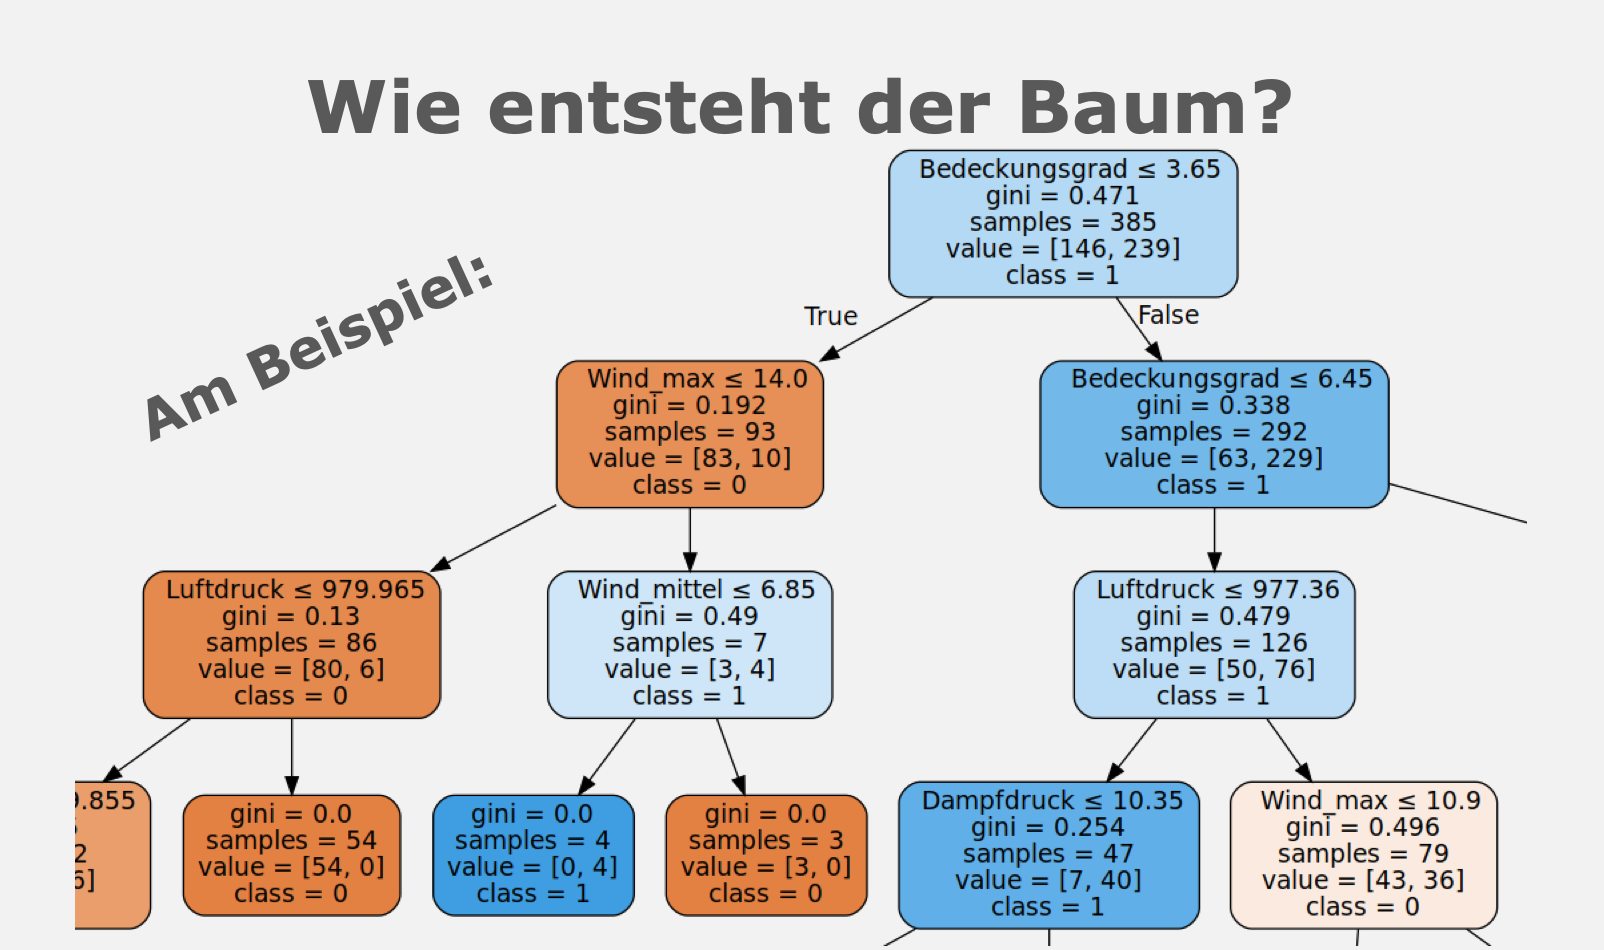 Wie entsteht der Baum?
Am Beispiel:
Bedeckungsgrad ≤ 3.65
gini = 0.471
samples = 385
value = [146, 239]
class = 1
True
False
Wind_max ≤ 14.0
gini = 0.192
samples = 93
value = [83, 10]
class = 0
Bedeckungsgrad ≤ 6.45
gini = 0.338
samples = 292
value = [63, 229]
class = 1
Luftdruck ≤ 979.965
gini = 0.13
samples = 86
value = [80, 6]
class = 0
Wind_mittel ≤ 6.85
gini = 0.49
samples = 7
value = [3, 4]
class = 1
Luftdruck ≤ 977.36
gini = 0.479
samples = 126
value = [50, 76]
class = 1
.855
2
6]
gini = 0.0
samples = 54
value = [54, 0]
class = 0
gini = 0.0
samples = 4
value = [0, 4]
class = 1
gini = 0.0
samples = 3
value = [3, 0]
class = 0
Dampfdruck ≤ 10.35
gini = 0.254
samples = 47
value = [7, 40]
class = 1
Wind_max ≤ 10.9
gini = 0.496
samples = 79
value = [43, 36]
class = 0